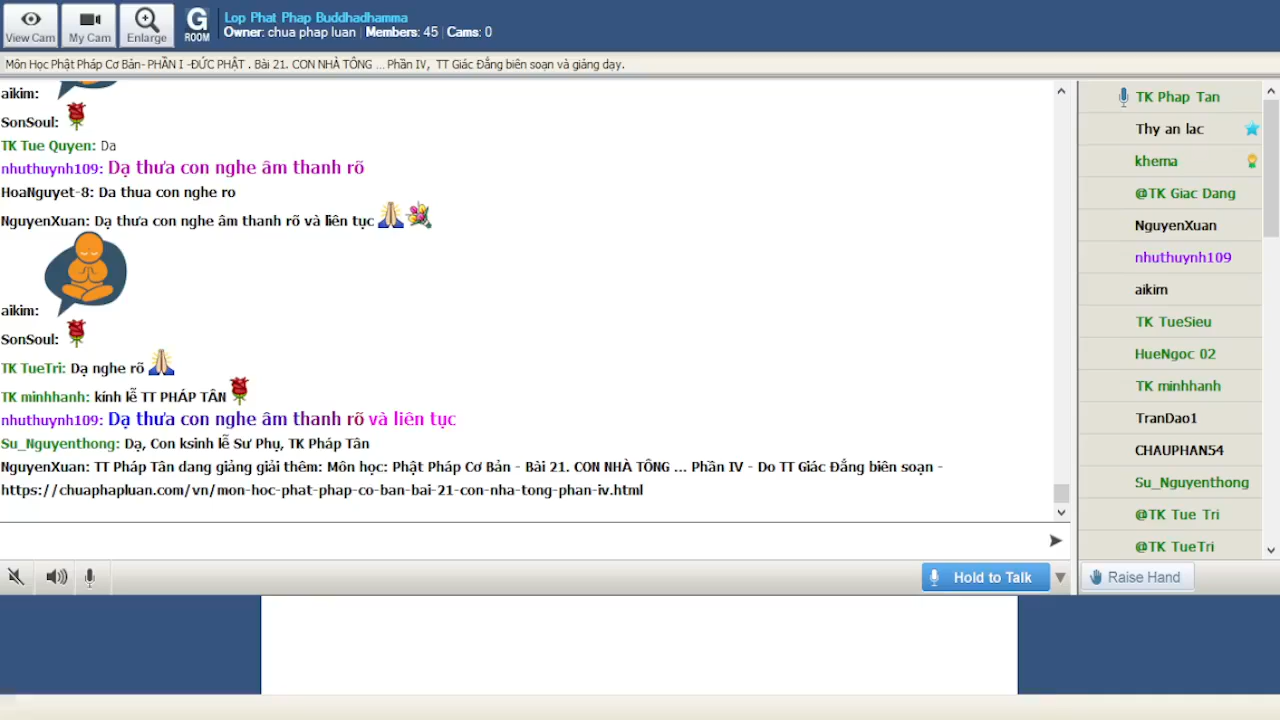 View Cam
My Cam
Enlarge
G
ROOM
Lop Phat Phap Buddhadhamma
Owner: chua phap luan | Members: 45 | Cams: 0
Môn Học Phật Pháp Cơ Bản- PHẦN I -ĐỨC PHẬT . Bài 21. CON NHÀ TÔNG ... Phần IV, TT Giác Đẳng biên soạn và giảng dạy.
aikim:
SonSoul:
TK Tue Quyen: Da
nhuthuynh109: Dạ thưa con nghe âm thanh rõ
HoaNguyet-8: Da thua con nghe ro
NguyenXuan: Dạ thưa con nghe âm thanh rõ và liên tục
aikim:
SonSoul:
TK TueTri: Dạ nghe rõ
TK minhhanh: kính lễ TT PHÁP TÂN
nhuthuynh109: Dạ thưa con nghe âm thanh rõ và liên tục
Su_Nguyenthong: Dạ, Con ksinh lễ Sư Phụ, TK Pháp Tân
NguyenXuan: TT Pháp Tân dang giảng giải thêm: Môn học: Phật Pháp Cơ Bản - Bài 21. CON NHÀ TÔNG ... Phần IV - Do TT Giác Đẳng biên soạn -
https://chuaphapluan.com/vn/mon-hoc-phat-phap-co-ban-bai-21-con-nha-tong-phan-iv.html
Hold to Talk
TK Phap Tan
Thy an lac
khema
@TK Giac Dang
NguyenXuan
nhuthuynh109
aikim
TK TueSieu
HueNgoc 02
TK minhhanh
TranDao1
CHAUPHAN54
Su_Nguyenthong
@TK Tue Tri
@TK TueTri
Raise Hand